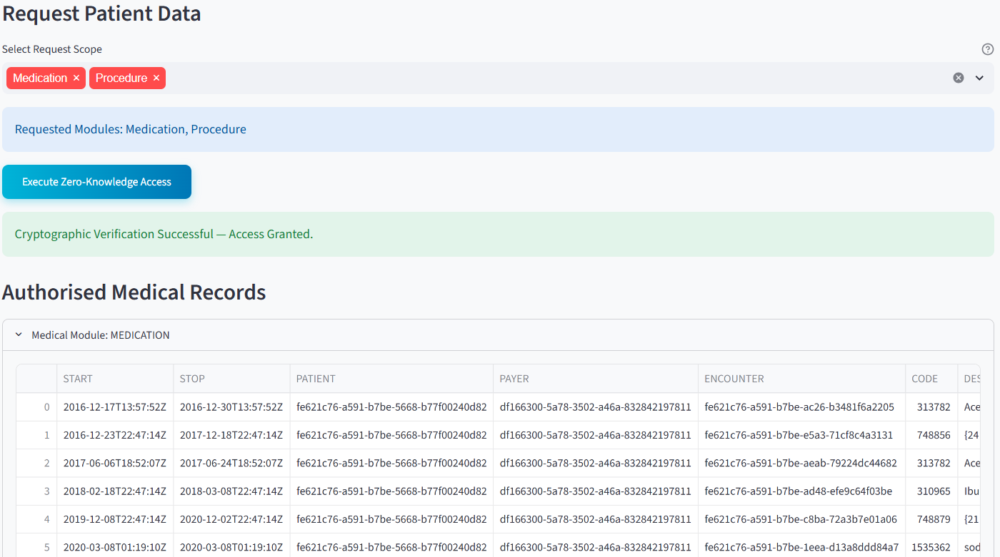 Request Patient Data
Select Request Scope
Medication × Procedure ×
Requested Modules: Medication, Procedure
Execute Zero-Knowledge Access
Cryptographic Verification Successful — Access Granted.
Authorised Medical Records
Medical Module: MEDICATION
START STOP PATIENT PAYER ENCOUNTER CODE DES
0 2016-12-17T13:57:52Z 2016-12-30T13:57:52Z fe621c76-a591-b7be-5668-b77f00240d82 df166300-5a78-3502-a46a-832842197811 fe621c76-a591-b7be-ac26-b3481f6a2205 313782 Ace
1 2016-12-23T22:47:14Z 2017-12-18T22:47:14Z fe621c76-a591-b7be-5668-b77f00240d82 df166300-5a78-3502-a46a-832842197811 fe621c76-a591-b7be-e5a3-71cf8c4a3131 748856 {24
2 2017-06-06T18:52:07Z 2017-06-24T18:52:07Z fe621c76-a591-b7be-5668-b77f00240d82 df166300-5a78-3502-a46a-832842197811 fe621c76-a591-b7be-aeab-79224dc44682 313782 Ace
3 2018-02-18T22:47:14Z 2018-03-08T22:47:14Z fe621c76-a591-b7be-5668-b77f00240d82 df166300-5a78-3502-a46a-832842197811 fe621c76-a591-b7be-ad48-efe9c64f03be 310965 Ibu
4 2019-12-08T22:47:14Z 2020-12-02T22:47:14Z fe621c76-a591-b7be-5668-b77f00240d82 df166300-5a78-3502-a46a-832842197811 fe621c76-a591-b7be-c8ba-72a3b7e01a06 748879 {21
5 2020-03-08T01:19:10Z 2020-03-08T01:19:10Z fe621c76-a591-b7be-5668-b77f00240d82 df166300-5a78-3502-a46a-832842197811 fe621c76-a591-b7be-1eea-d13a8ddd84a7 1535362 sod